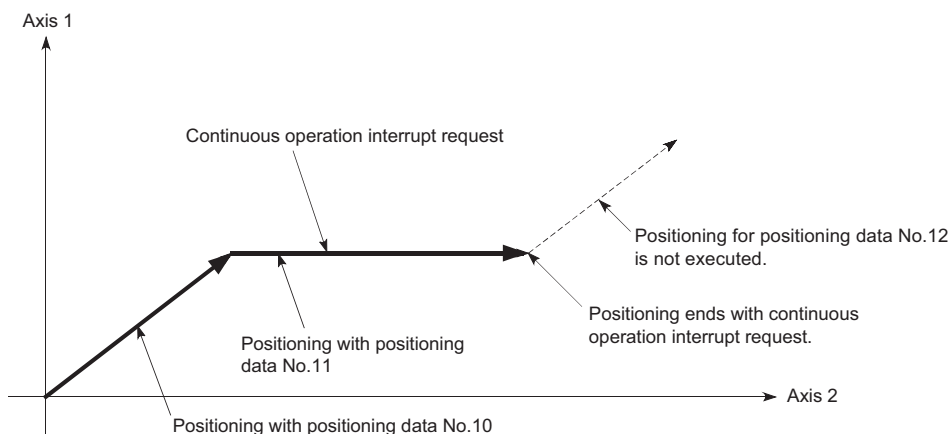 Axis 1
Continuous operation interrupt request
Positioning for positioning data No.12
is not executed.
Positioning ends with continuous
operation interrupt request.
Positioning with positioning
data No.11
Axis 2
Positioning with positioning data No.10